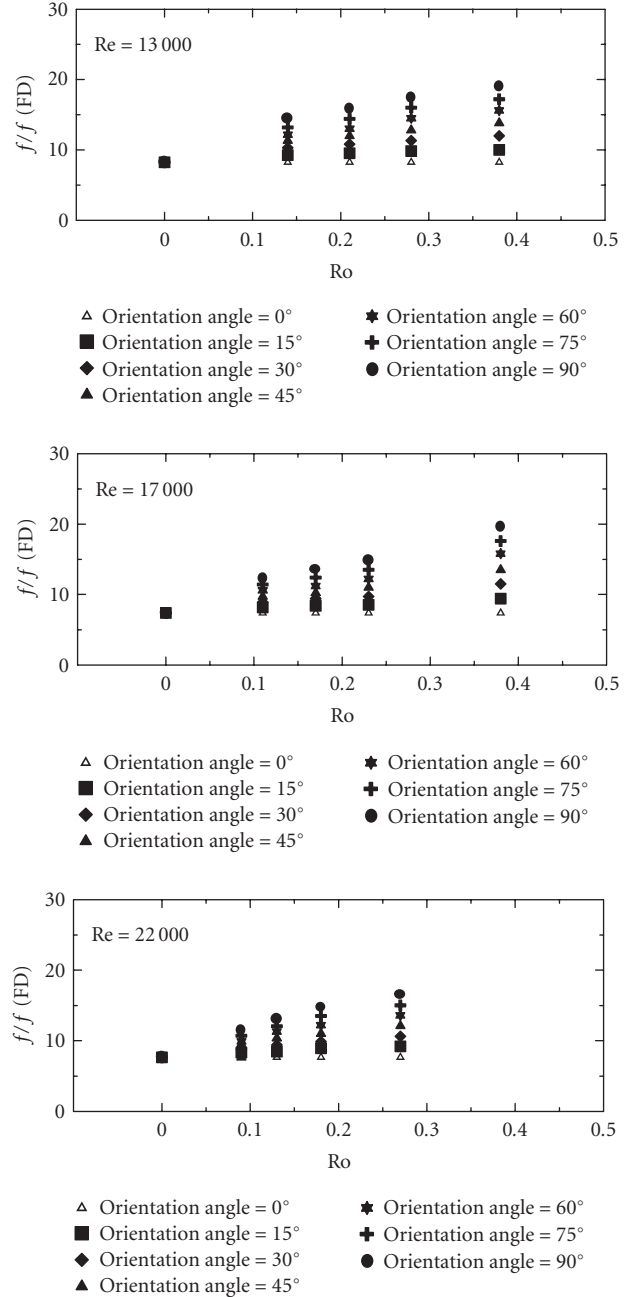 30
Re = 13 000
20
f/f (FD)
10
0
0 0.1 0.2 0.3 0.4 0.5
Ro
Orientation angle = 0° Orientation angle = 60°
Orientation angle = 15° Orientation angle = 75°
Orientation angle = 30° Orientation angle = 90°
Orientation angle = 45°
30
Re = 17 000
20
f/f (FD)
10
0
0 0.1 0.2 0.3 0.4 0.5
Ro
Orientation angle = 0° Orientation angle = 60°
Orientation angle = 15° Orientation angle = 75°
Orientation angle = 30° Orientation angle = 90°
Orientation angle = 45°
30
Re = 22 000
20
f/f (FD)
10
0
0 0.1 0.2 0.3 0.4 0.5
Ro
Orientation angle = 0° Orientation angle = 60°
Orientation angle = 15° Orientation angle = 75°
Orientation angle = 30° Orientation angle = 90°
Orientation angle = 45°